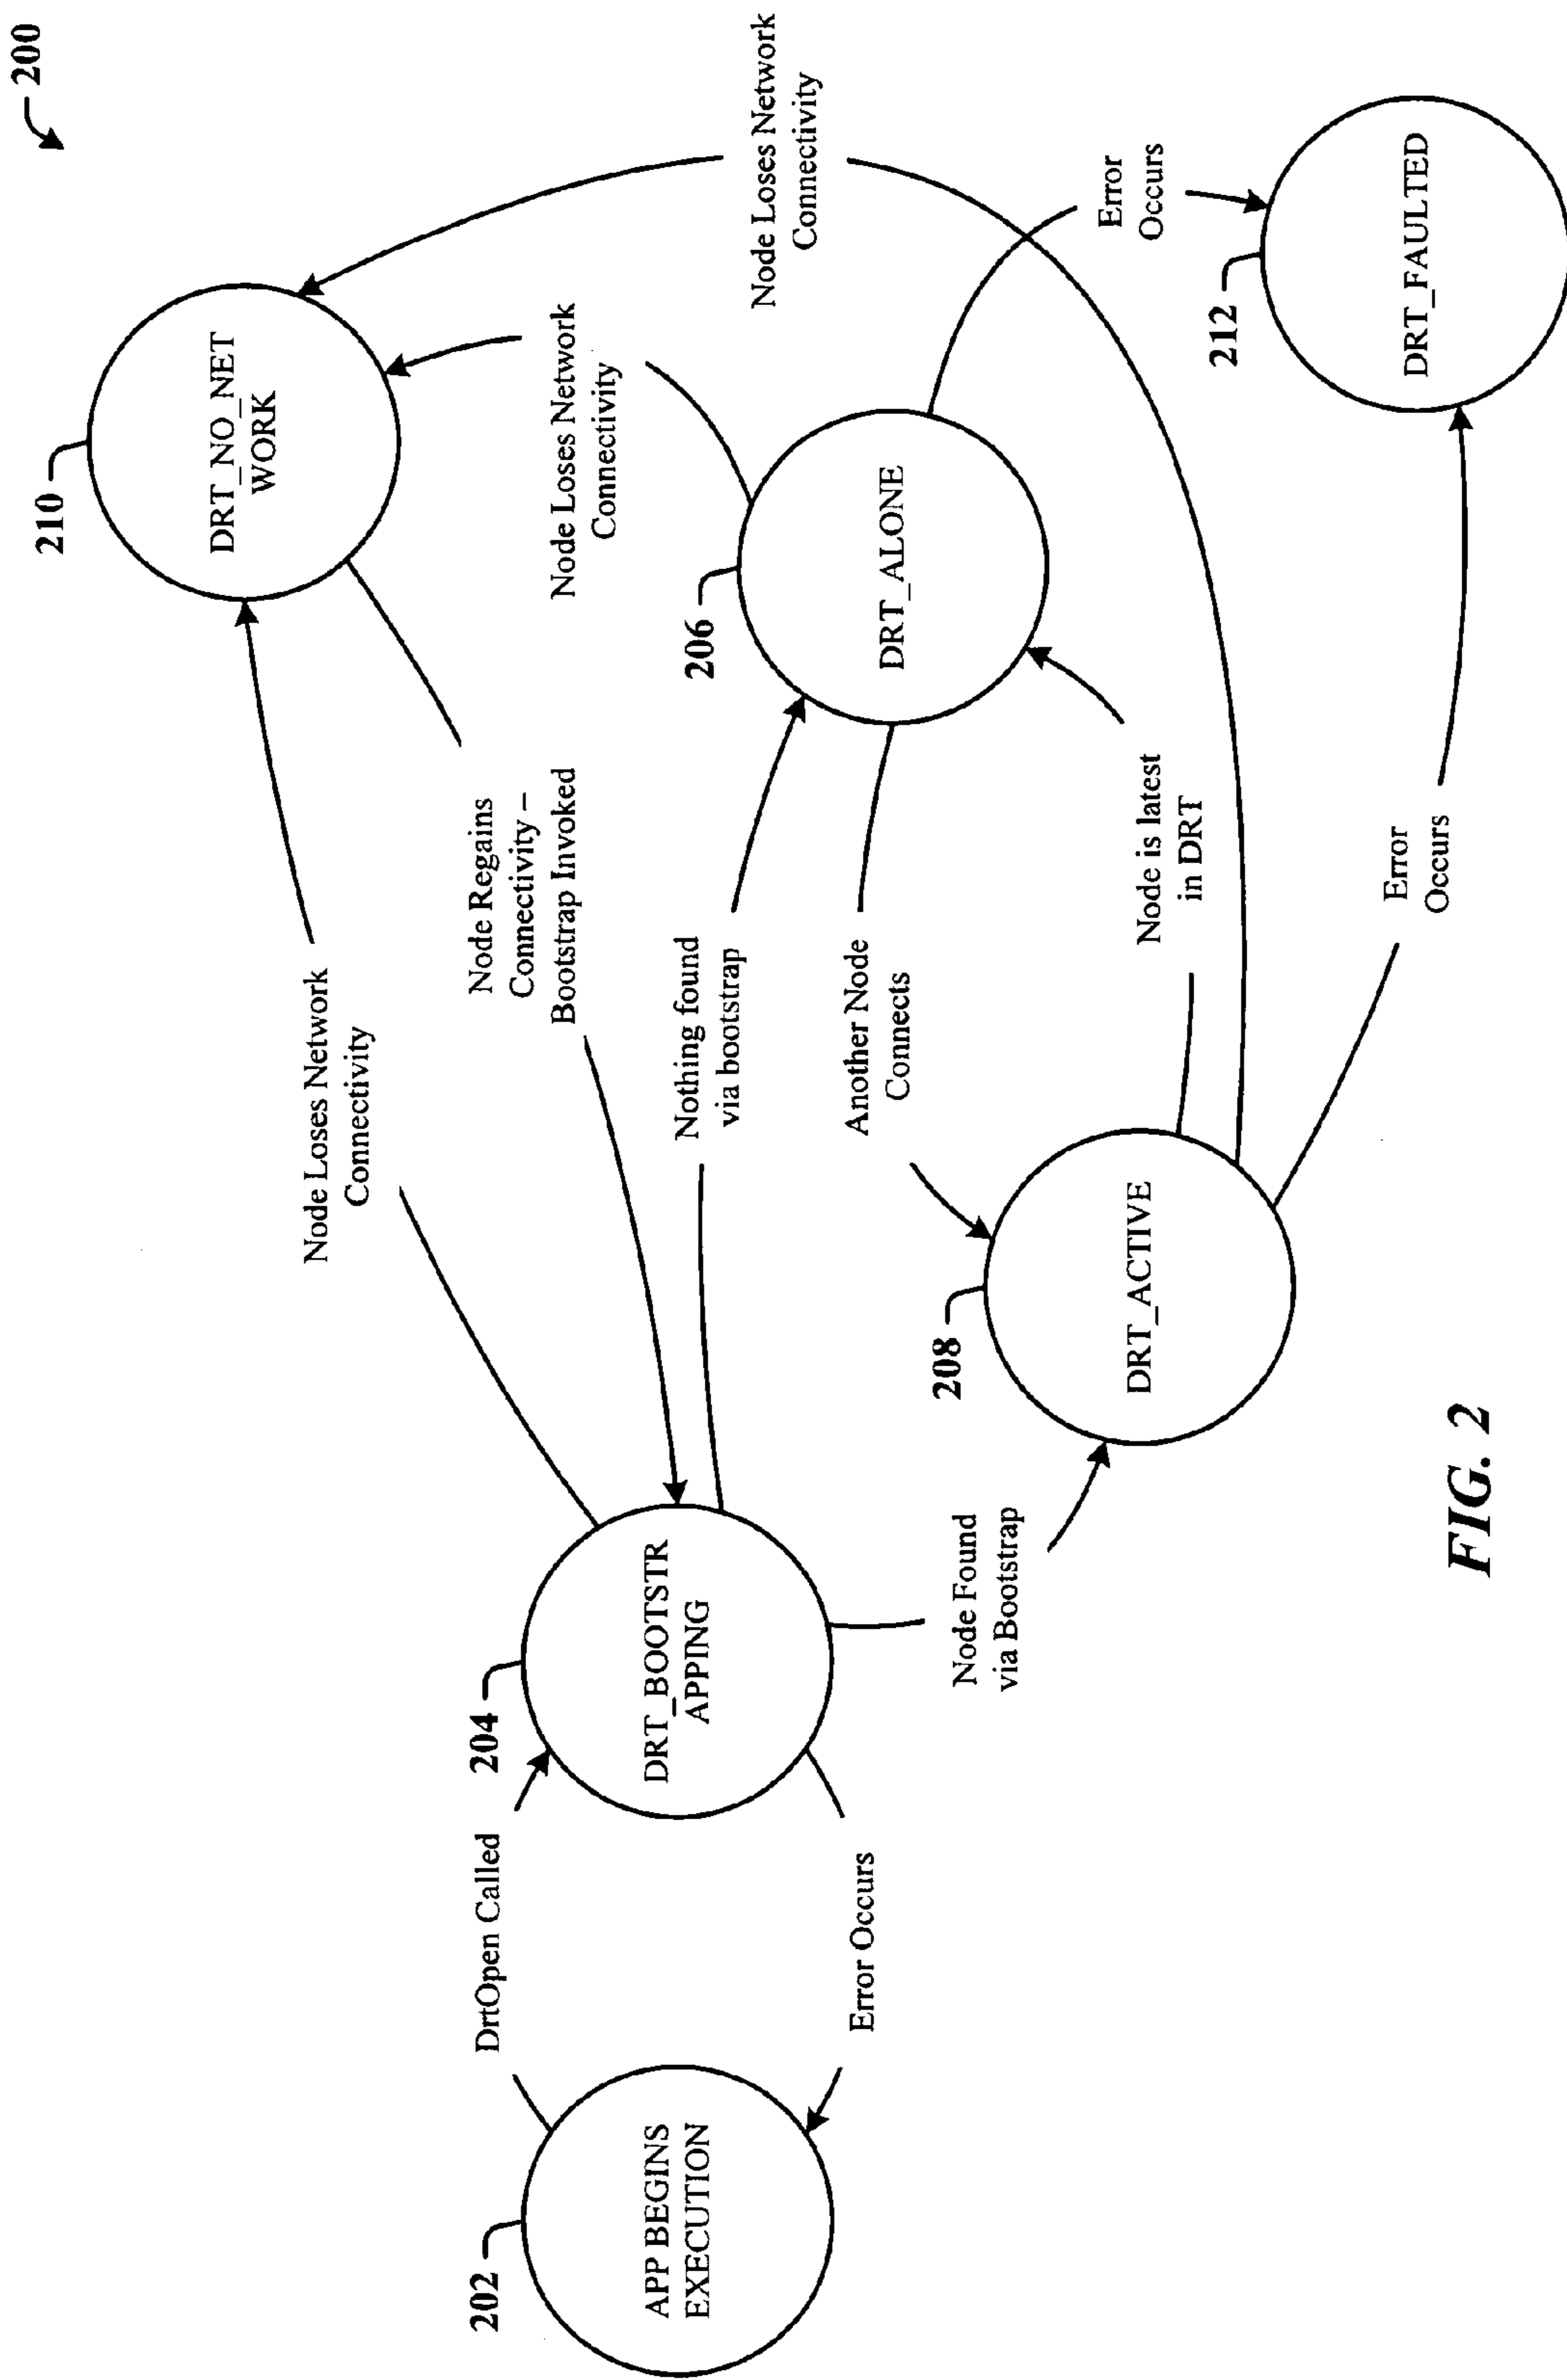 200
210
DRT_NO_NET
WORK
Node Loses Network
Connectivity
Node Loses Network
Connectivity
Node Loses Network
Connectivity
Node Regains
Connectivity –
Bootstrap Invoked
206
DRT_ALONE
Error
Occurs
212
DRT_FAULTED
204
DRT_BOOTSTR
APPING
Nothing found
via bootstrap
Another Node
Connects
Node is latest
in DRT
Error
Occurs
208
DRT_ACTIVE
Node Found
via Bootstrap
DrtOpen Called
Error Occurs
202
APP BEGINS
EXECUTION
FIG. 2